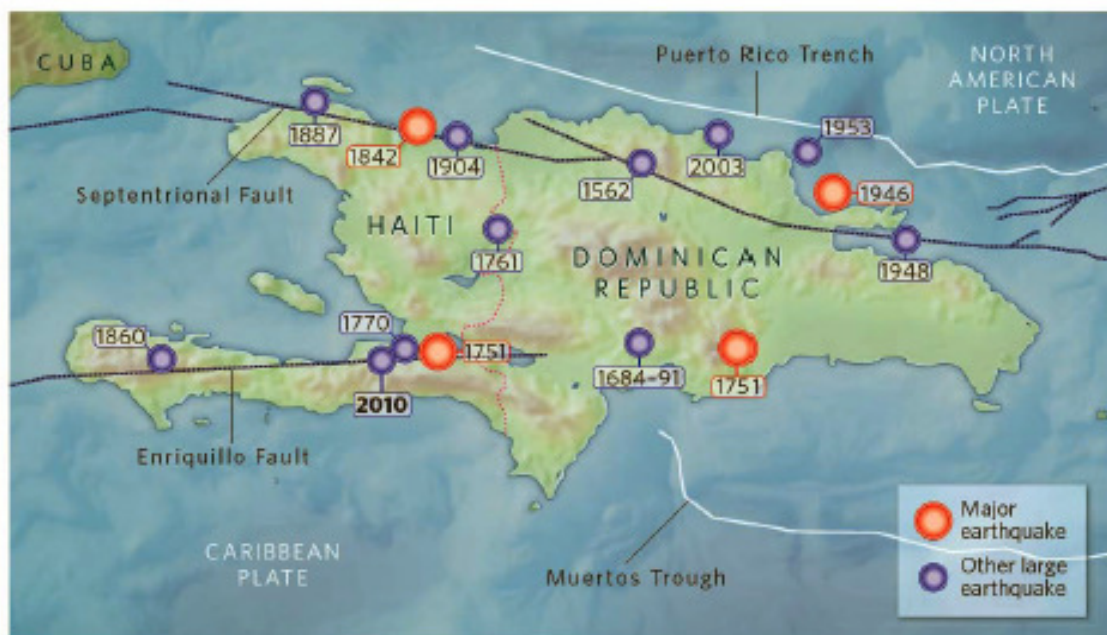 CUBA
Puerto Rico Trench
NORTH
AMERICAN
PLATE
1887
1842
1904
1562
2003
1953
1946
Septentrional Fault
HAITI
1761
DOMINICAN
REPUBLIC
1948
1860
1770
1751
1684–91
1751
2010
Enriquillo Fault
CARIBBEAN
PLATE
Muertos Trough
Major
earthquake
Other large
earthquake